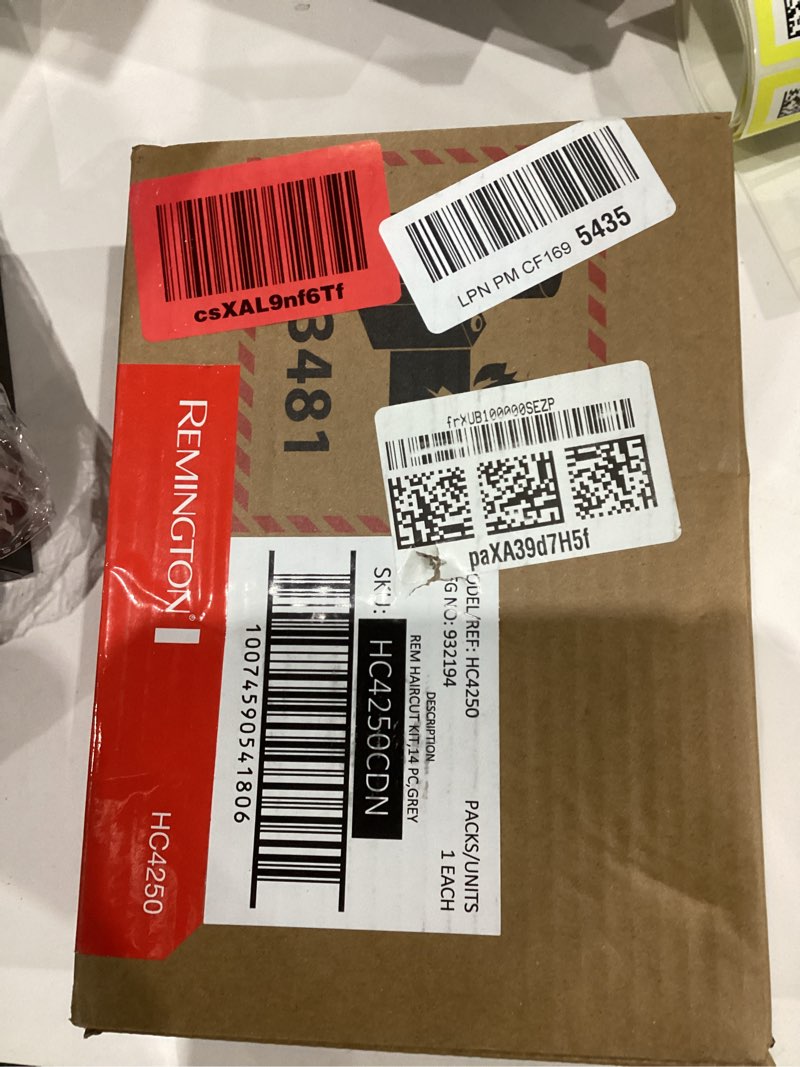 csXAL9nf6Tf
LPN PM CF169 5435
3481
frXUB100000SEZP
paXA39d7H5f
REMINGTON®
HC4250
ODEL/REF: HC4250
PACKS/UNITS
G NO: 932194
1 EACH
DESCRIPTION
REM HAIRCUT KIT,14 PC,GREY
SKU: HC4250CDN
10074590541806